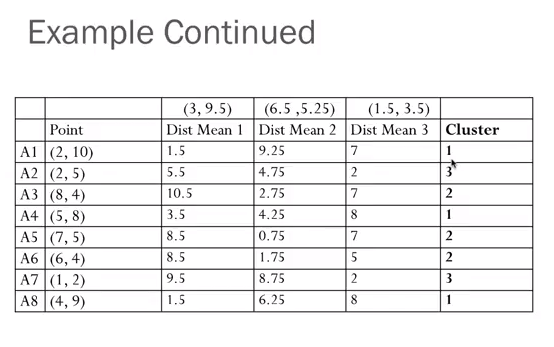 Example Continued
(3, 9.5) (6.5 ,5.25) (1.5, 3.5)
Point Dist Mean 1 Dist Mean 2 Dist Mean 3 Cluster
A1 (2, 10) 1.5 9.25 7 1
A2 (2, 5) 5.5 4.75 2 3
A3 (8, 4) 10.5 2.75 7 2
A4 (5, 8) 3.5 4.25 8 1
A5 (7, 5) 8.5 0.75 7 2
A6 (6, 4) 8.5 1.75 5 2
A7 (1, 2) 9.5 8.75 2 3
A8 (4, 9) 1.5 6.25 8 1